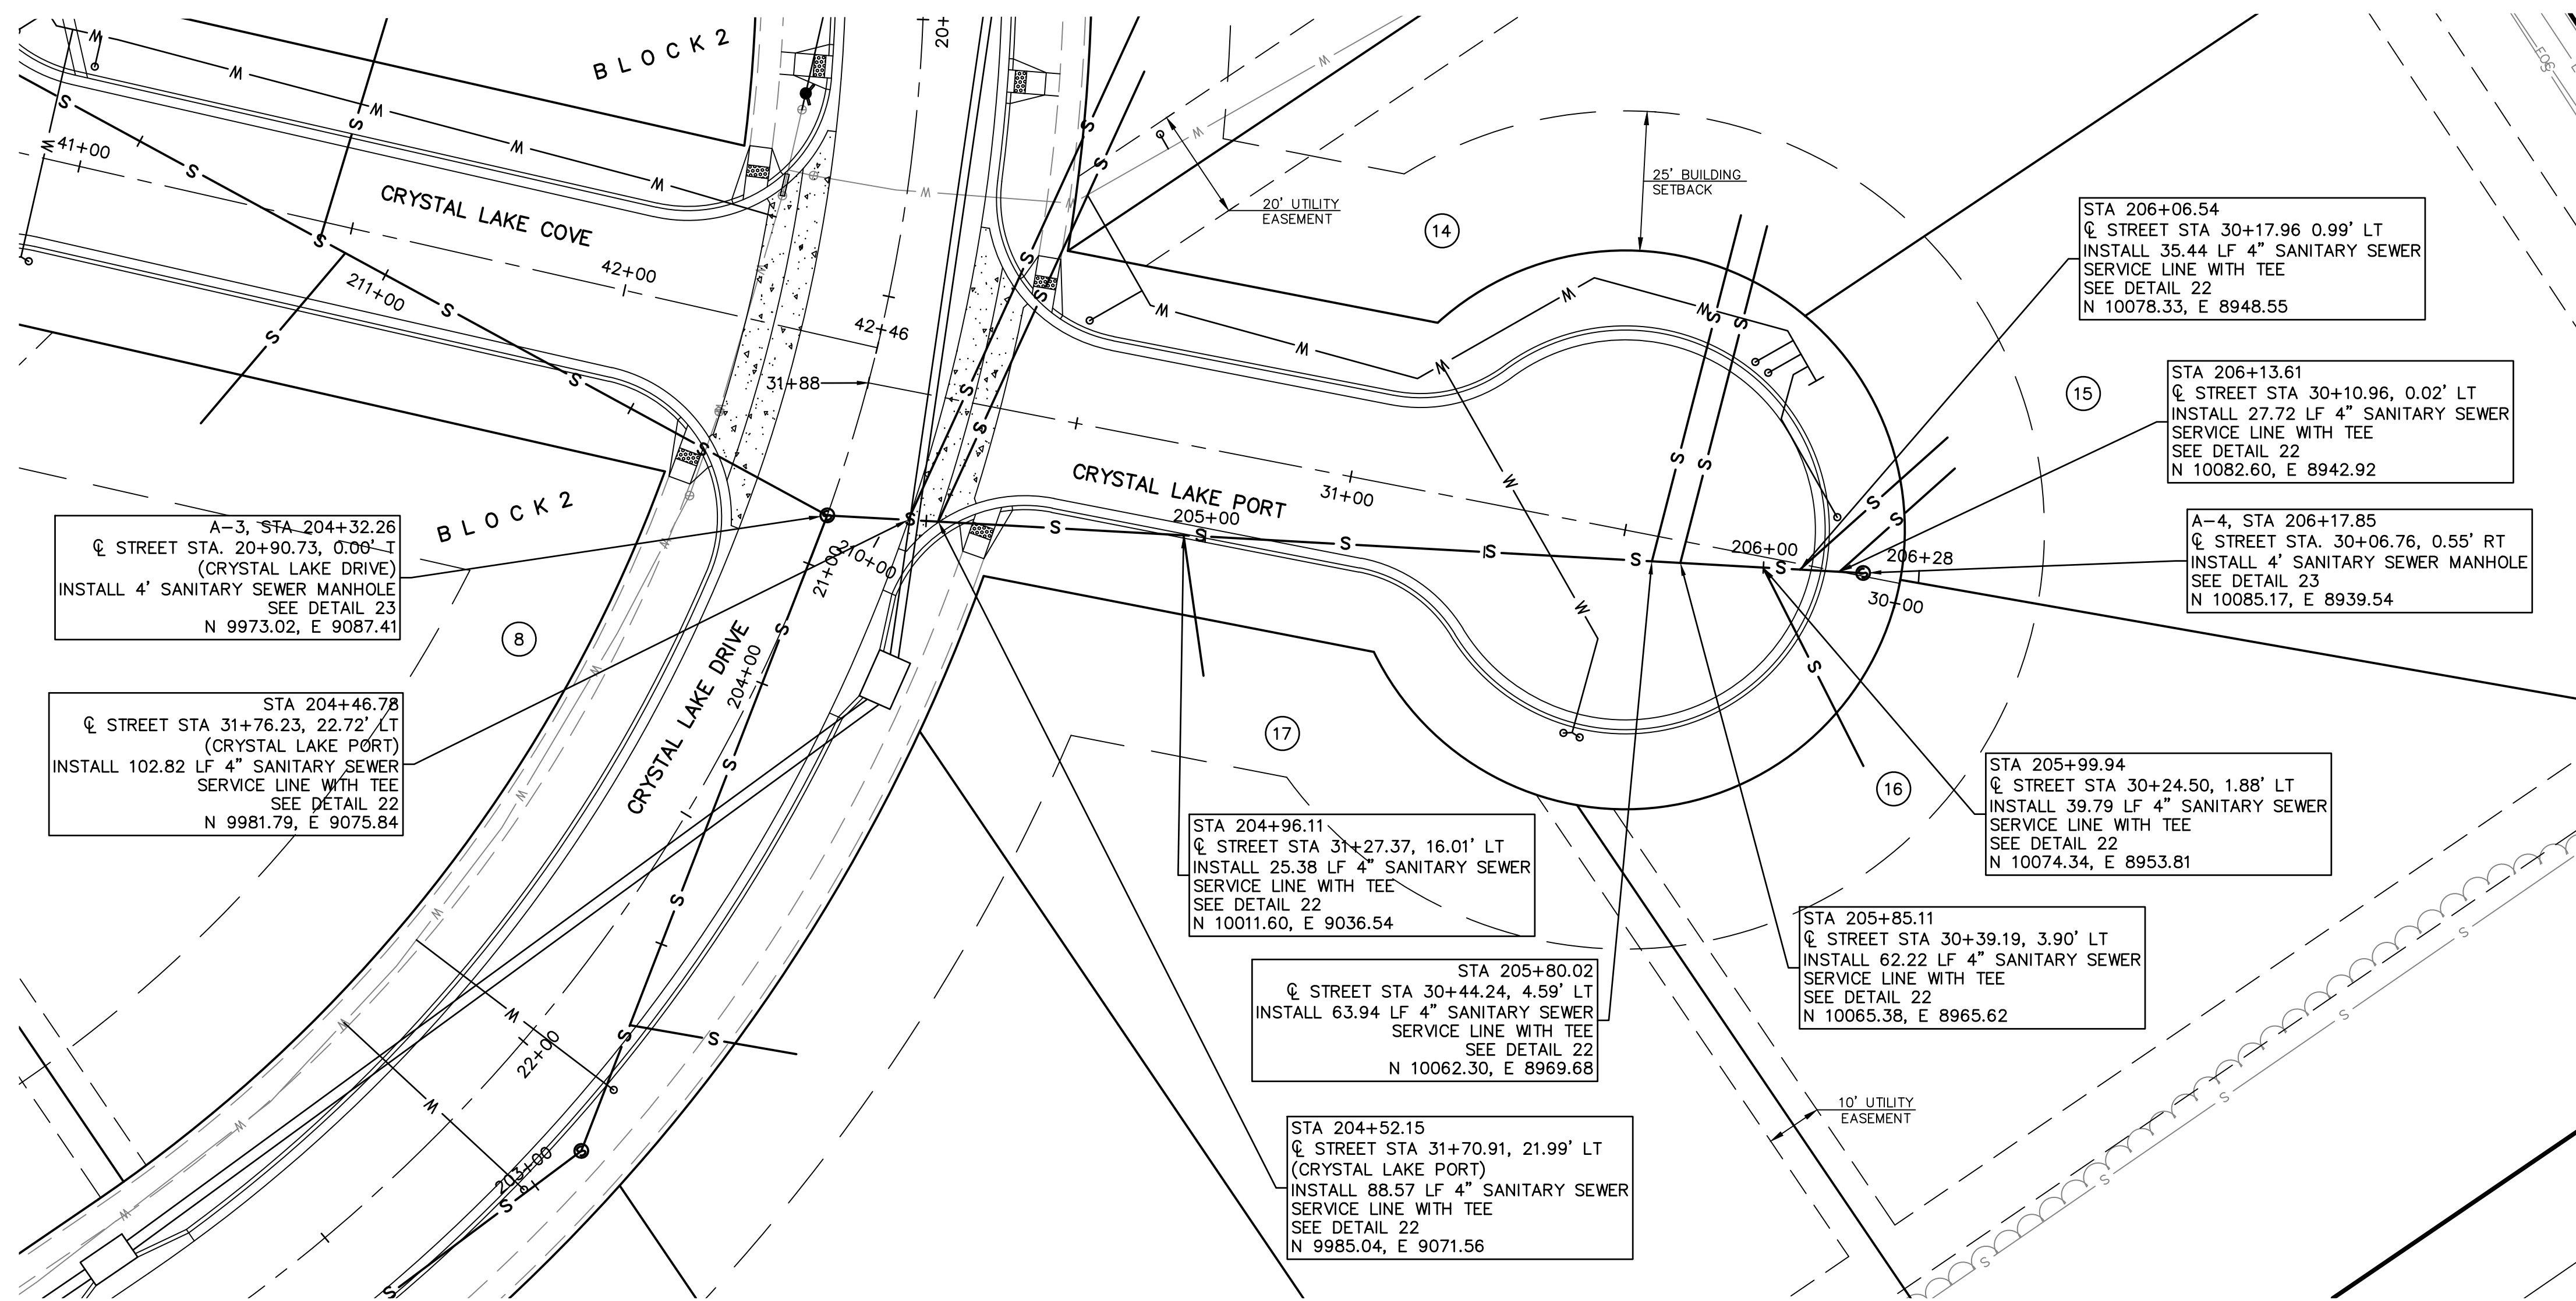 BLOCK 2
20+
41+00
CRYSTAL LAKE COVE
211+00
42+00
42+46
31+88
20' UTILITY
EASEMENT
14
25' BUILDING
SETBACK
15
STA 206+06.54
℄ STREET STA 30+17.96 0.99' LT
INSTALL 35.44 LF 4" SANITARY SEWER
SERVICE LINE WITH TEE
SEE DETAIL 22
N 10078.33, E 8948.55
STA 206+13.61
℄ STREET STA 30+10.96, 0.02' LT
INSTALL 27.72 LF 4" SANITARY SEWER
SERVICE LINE WITH TEE
SEE DETAIL 22
N 10082.60, E 8942.92
A-4, STA 206+17.85
℄ STREET STA. 30+06.76, 0.55' RT
INSTALL 4' SANITARY SEWER MANHOLE
SEE DETAIL 23
N 10085.17, E 8939.54
CRYSTAL LAKE PORT
31+00
205+00
206+00
206+28
30+00
BLOCK 2
A-3, STA 204+32.26
℄ STREET STA. 20+90.73, 0.00' T
(CRYSTAL LAKE DRIVE)
INSTALL 4' SANITARY SEWER MANHOLE
SEE DETAIL 23
N 9973.02, E 9087.41
210+00
21+00
8
CRYSTAL LAKE DRIVE
204+00
STA 204+46.78
℄ STREET STA 31+76.23, 22.72' LT
(CRYSTAL LAKE PORT)
INSTALL 102.82 LF 4" SANITARY SEWER
SERVICE LINE WITH TEE
SEE DETAIL 22
N 9981.79, E 9075.84
17
16
STA 205+99.94
℄ STREET STA 30+24.50, 1.88' LT
INSTALL 39.79 LF 4" SANITARY SEWER
SERVICE LINE WITH TEE
SEE DETAIL 22
N 10074.34, E 8953.81
STA 204+96.11
℄ STREET STA 31+27.37, 16.01' LT
INSTALL 25.38 LF 4" SANITARY SEWER
SERVICE LINE WITH TEE
SEE DETAIL 22
N 10011.60, E 9036.54
STA 205+85.11
℄ STREET STA 30+39.19, 3.90' LT
INSTALL 62.22 LF 4" SANITARY SEWER
SERVICE LINE WITH TEE
SEE DETAIL 22
N 10065.38, E 8965.62
STA 205+80.02
℄ STREET STA 30+44.24, 4.59' LT
INSTALL 63.94 LF 4" SANITARY SEWER
SERVICE LINE WITH TEE
SEE DETAIL 22
N 10062.30, E 8969.68
22+00
10' UTILITY
EASEMENT
203+00
STA 204+52.15
℄ STREET STA 31+70.91, 21.99' LT
(CRYSTAL LAKE PORT)
INSTALL 88.57 LF 4" SANITARY SEWER
SERVICE LINE WITH TEE
SEE DETAIL 22
N 9985.04, E 9071.56